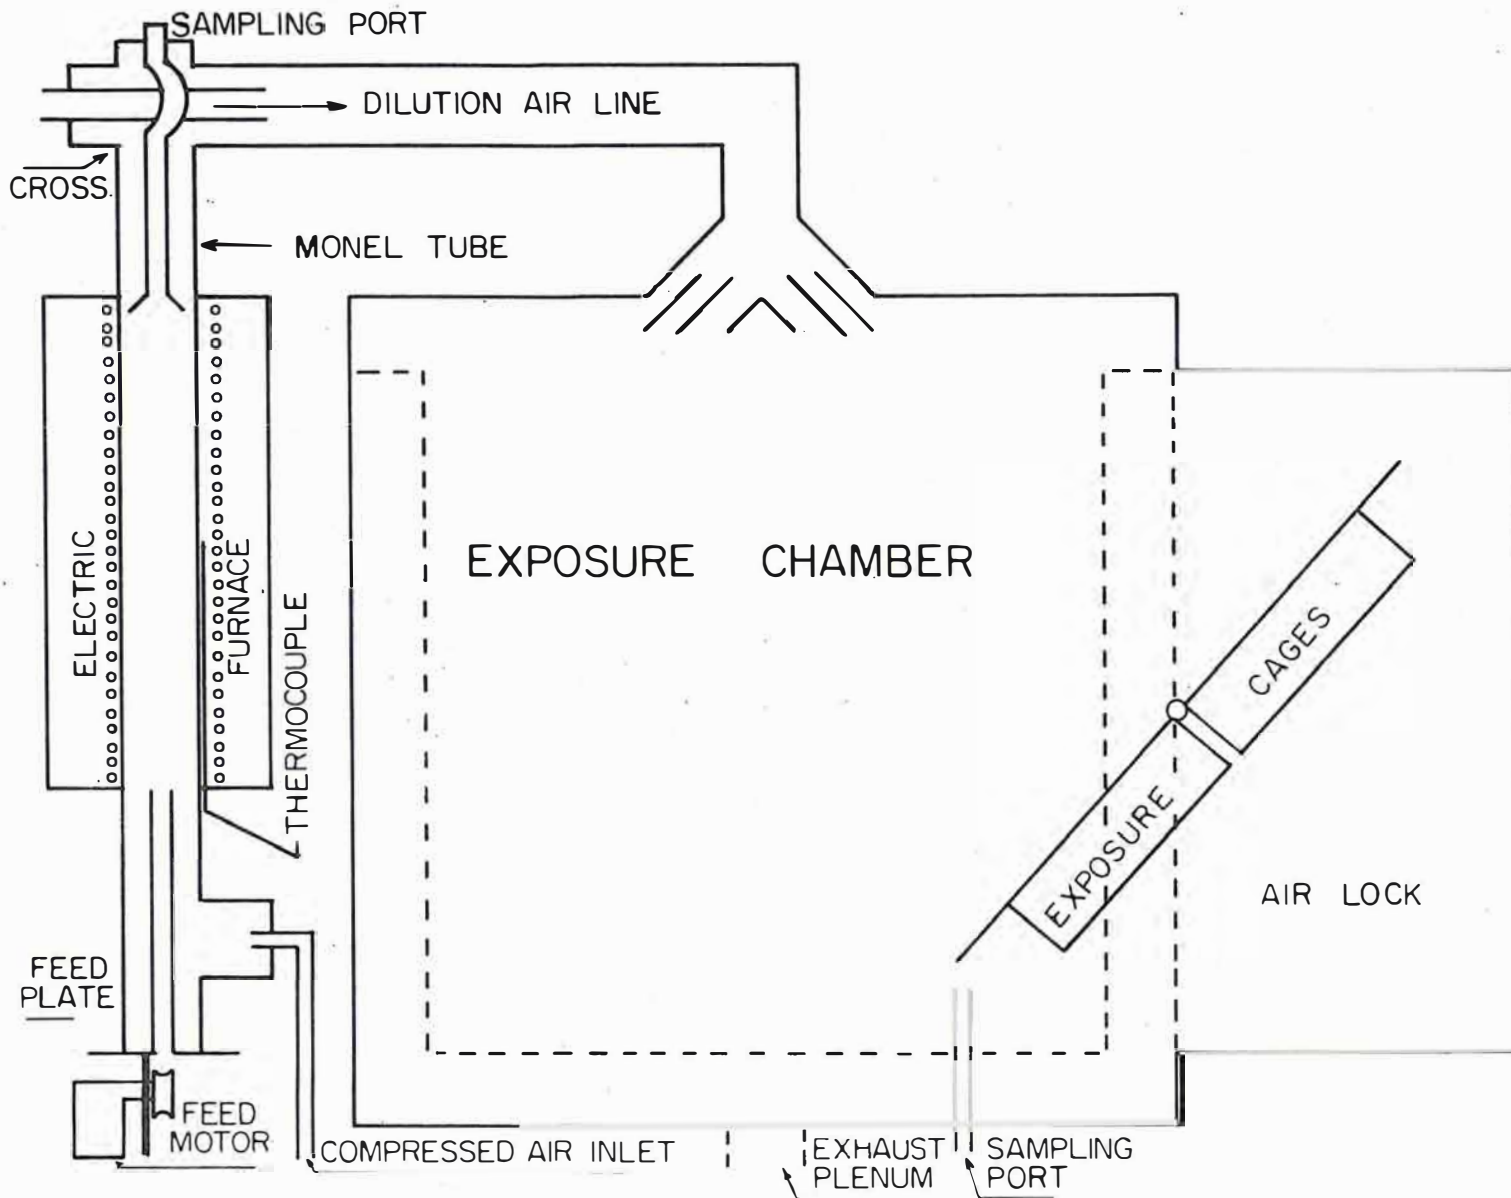 SAMPLING PORT
DILUTION AIR LINE
CROSS.
MONEL TUBE
ELECTRIC
FURNACE
THERMOCOUPLE
EXPOSURE CHAMBER
CAGES
EXPOSURE
AIR LOCK
FEED
PLATE
FEED
MOTOR
COMPRESSED AIR INLET
EXHAUST
PLENUM
SAMPLING
PORT